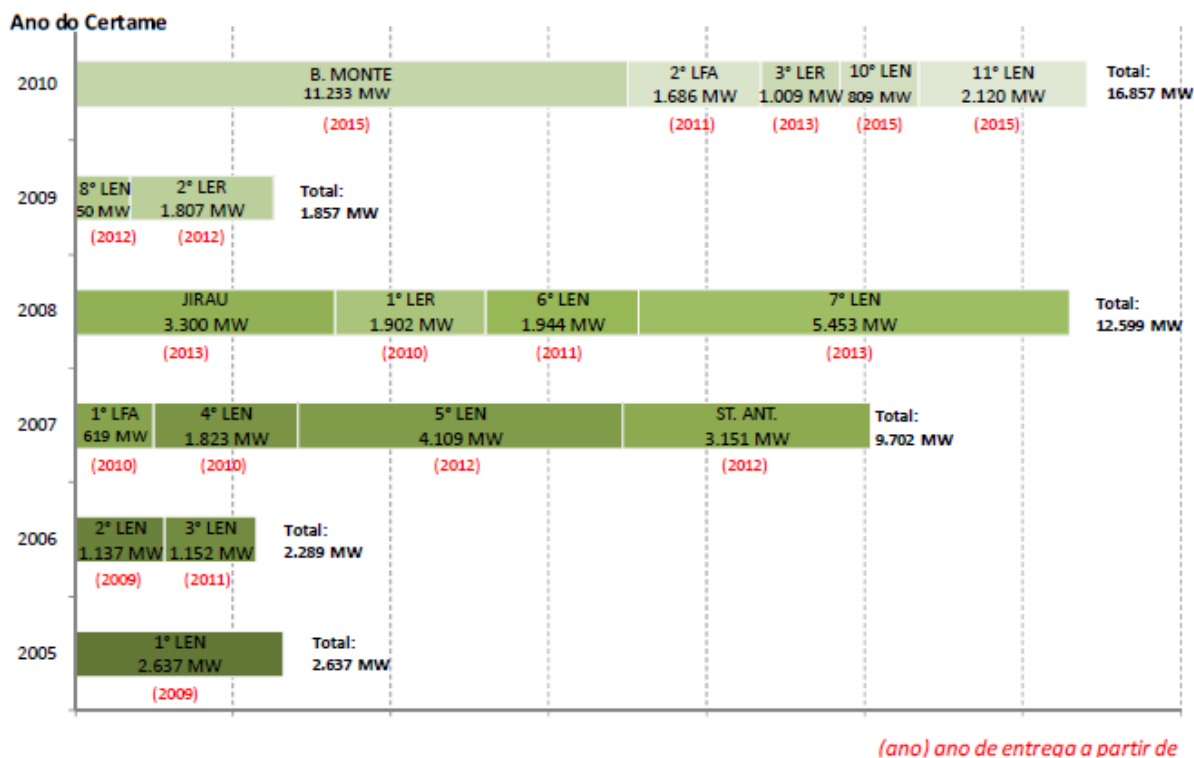 Ano do Certame
2010
B. MONTE
11.233 MW
(2015)
2° LFA
1.686 MW
(2011)
3° LER
1.009 MW
(2013)
10° LEN
809 MW
(2015)
11° LEN
2.120 MW
(2015)
Total:
16.857 MW
2009
8° LEN
50 MW
(2012)
2° LER
1.807 MW
(2012)
Total:
1.857 MW
2008
JIRAU
3.300 MW
(2013)
1° LER
1.902 MW
(2010)
6° LEN
1.944 MW
(2011)
7° LEN
5.453 MW
(2013)
Total:
12.599 MW
2007
1° LFA
619 MW
(2010)
4° LEN
1.823 MW
(2010)
5° LEN
4.109 MW
(2012)
ST. ANT.
3.151 MW
(2012)
Total:
9.702 MW
2006
2° LEN
1.137 MW
(2009)
3° LEN
1.152 MW
(2011)
Total:
2.289 MW
2005
1° LEN
2.637 MW
(2009)
Total:
2.637 MW
(ano) ano de entrega a partir de